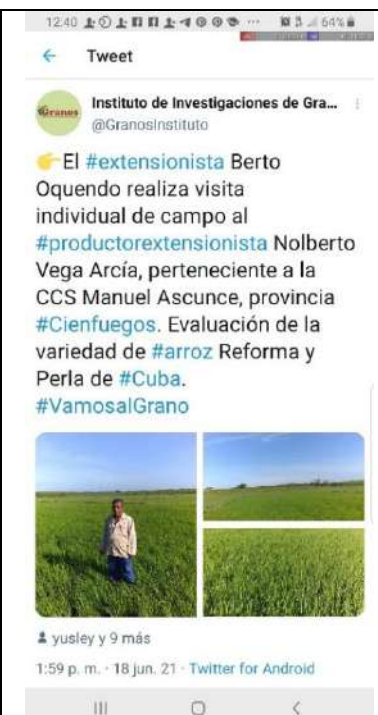 12:40
64%
Tweet
Granos
Instituto de Investigaciones de Gra...
@GranosInstituto
👉El #extensionista Berto
Oquendo realiza visita
individual de campo al
#productorextensionista Nolberto
Vega Arcía, perteneciente a la
CCS Manuel Ascunce, provincia
#Cienfuegos. Evaluación de la
variedad de #arroz Reforma y
Perla de #Cuba.
#VamosalGrano
yusley y 9 más
1:59 p. m. · 18 jun. 21 · Twitter for Android